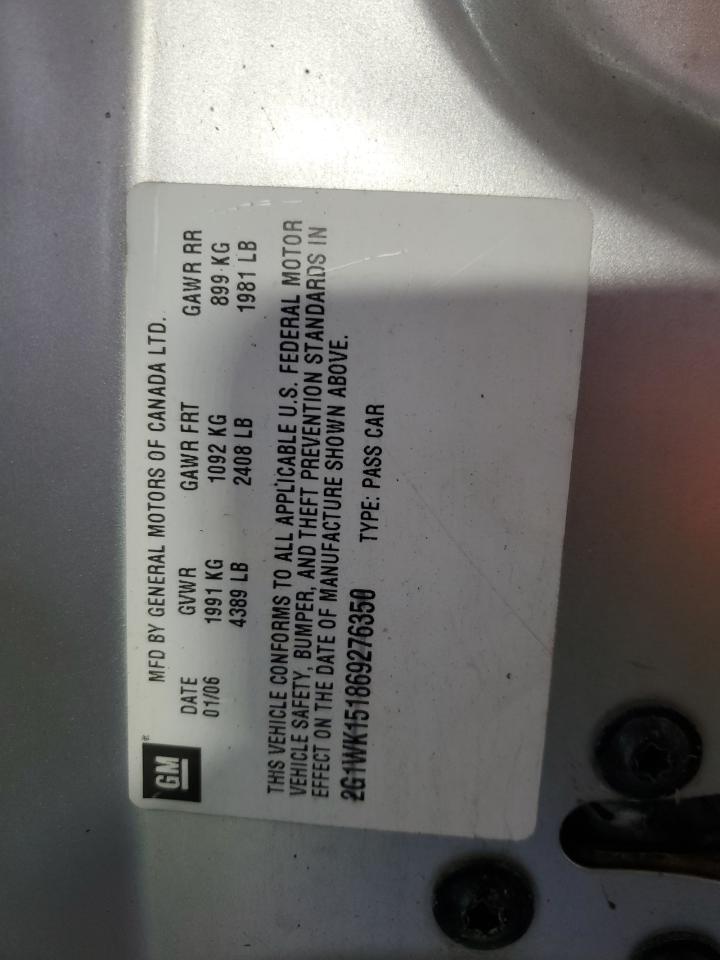 GM®
MFD BY GENERAL MOTORS OF CANADA LTD.
DATE GVWR GAWR FRT GAWR RR
01/06 1991 KG 1092 KG 899 KG
4389 LB 2408 LB 1981 LB
THIS VEHICLE CONFORMS TO ALL APPLICABLE U.S. FEDERAL MOTOR
VEHICLE SAFETY, BUMPER, AND THEFT PREVENTION STANDARDS IN
EFFECT ON THE DATE OF MANUFACTURE SHOWN ABOVE.
2G1WK151869276350 TYPE: PASS CAR